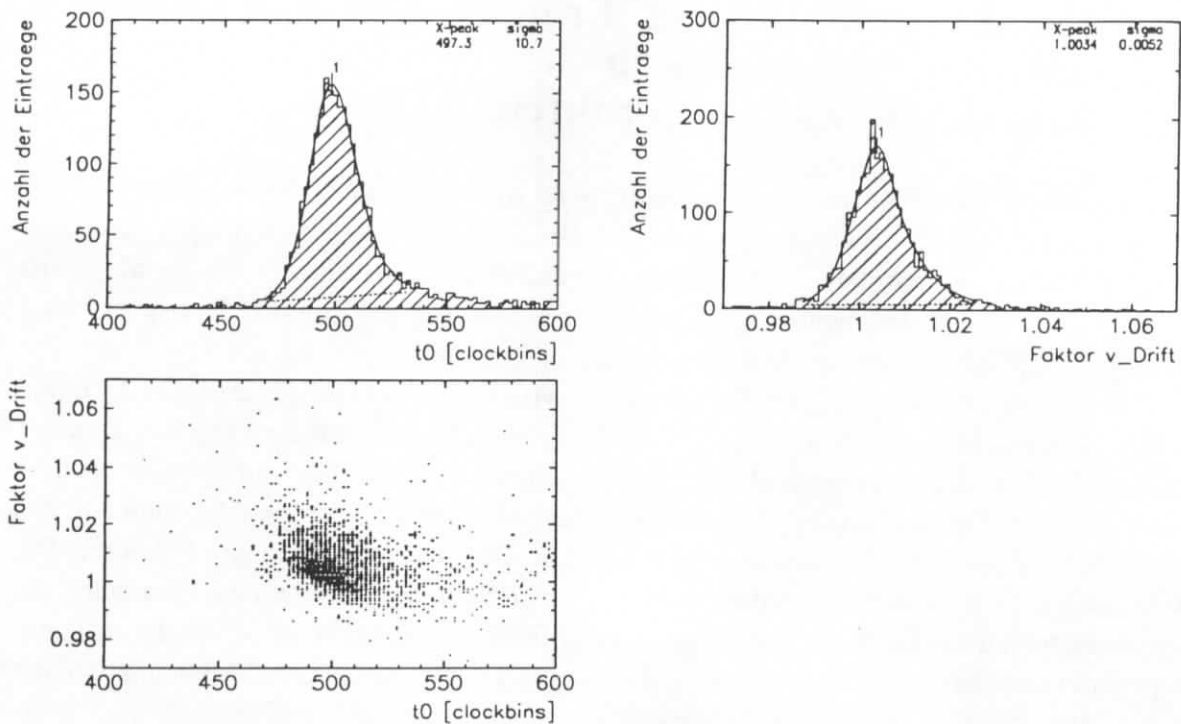 Anzahl der Eintraege
200
150
100
50
0
X-peak sigma
497.3 10.7
1
400 450 500 550 600
t0 [clockbins]
Anzahl der Eintraege
300
200
100
0
X-peak sigma
1.0034 0.0052
1
0.98 1. 1.02 1.04 1.06
Faktor v_Drift
Faktor v_Drift
1.06
1.04
1.02
1.
0.98
400 450 500 550 600
t0 [clockbins]